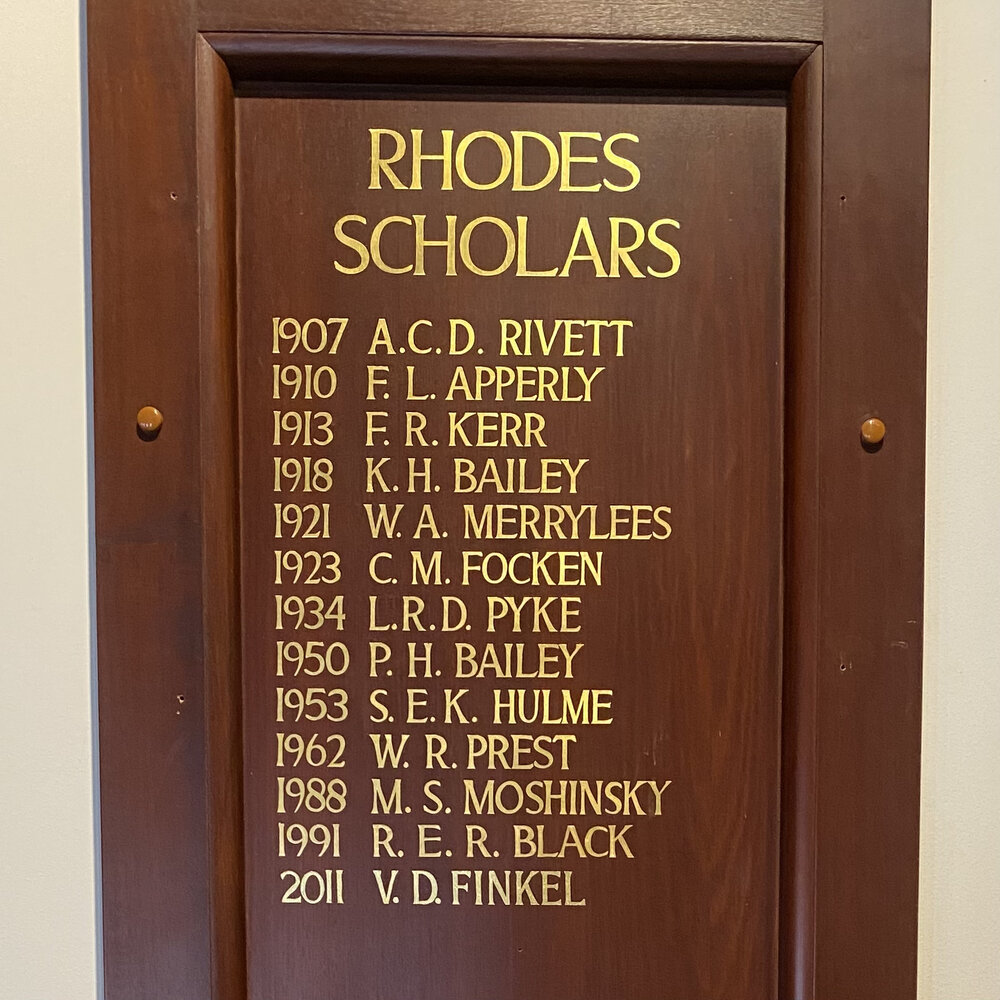 RHODES
SCHOLARS
1907 A.C.D. RIVETT
1910 F. L. APPERLY
1913 F. R. KERR
1918 K. H. BAILEY
1921 W. A. MERRYLEES
1923 C. M. FOCKEN
1934 L.R.D. PYKE
1950 P. H. BAILEY
1953 S. E. K. HULME
1962 W. R. PREST
1988 M. S. MOSHINSKY
1991 R. E. R. BLACK
2011 V. D. FINKEL